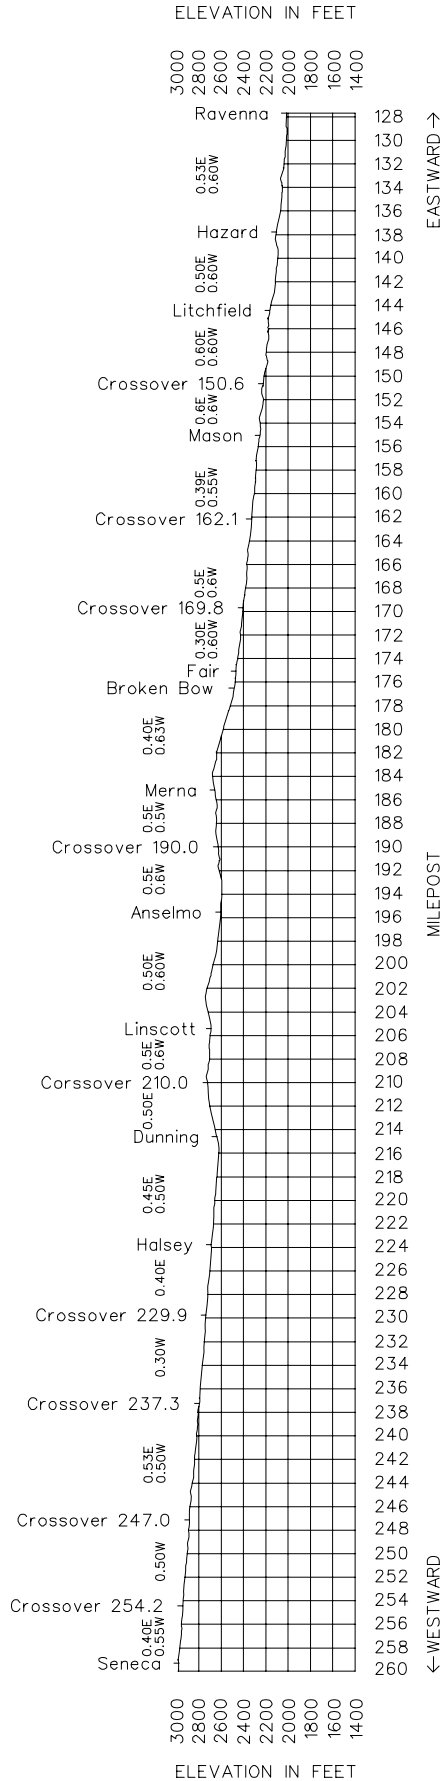 ELEVATION IN FEET
3000 2800 2600 2400 2200 2000 1800 1600 1400
Ravenna
128
EASTWARD →
130
132
0.53E
0.60W
134
136
Hazard
138
140
0.50E
0.60W
142
144
Litchfield
146
0.60E
0.60W
148
150
Crossover 150.6
152
0.6E
0.6W
154
Mason
156
158
0.39E
0.55W
160
162
Crossover 162.1
164
166
0.5E
0.6W
168
Crossover 169.8
170
172
0.30E
0.60W
174
Fair
176
Broken Bow
178
180
0.40E
0.63W
182
184
Merna
186
0.5E
0.5W
188
Crossover 190.0
190
192
0.5E
0.6W
194
Anselmo
196
MILEPOST
198
200
0.50E
0.60W
202
204
Linscott
206
0.5E
0.6W
208
Corssover 210.0
210
212
0.50E
214
Dunning
216
218
0.45E
0.50W
220
222
Halsey
224
226
0.40E
228
Crossover 229.9
230
232
0.30W
234
236
Crossover 237.3
238
240
242
0.53E
0.50W
244
246
Crossover 247.0
248
250
0.50W
252
254
Crossover 254.2
256
0.40E
0.55W
258
Seneca
260
← WESTWARD
3000 2800 2600 2400 2200 2000 1800 1600 1400
ELEVATION IN FEET